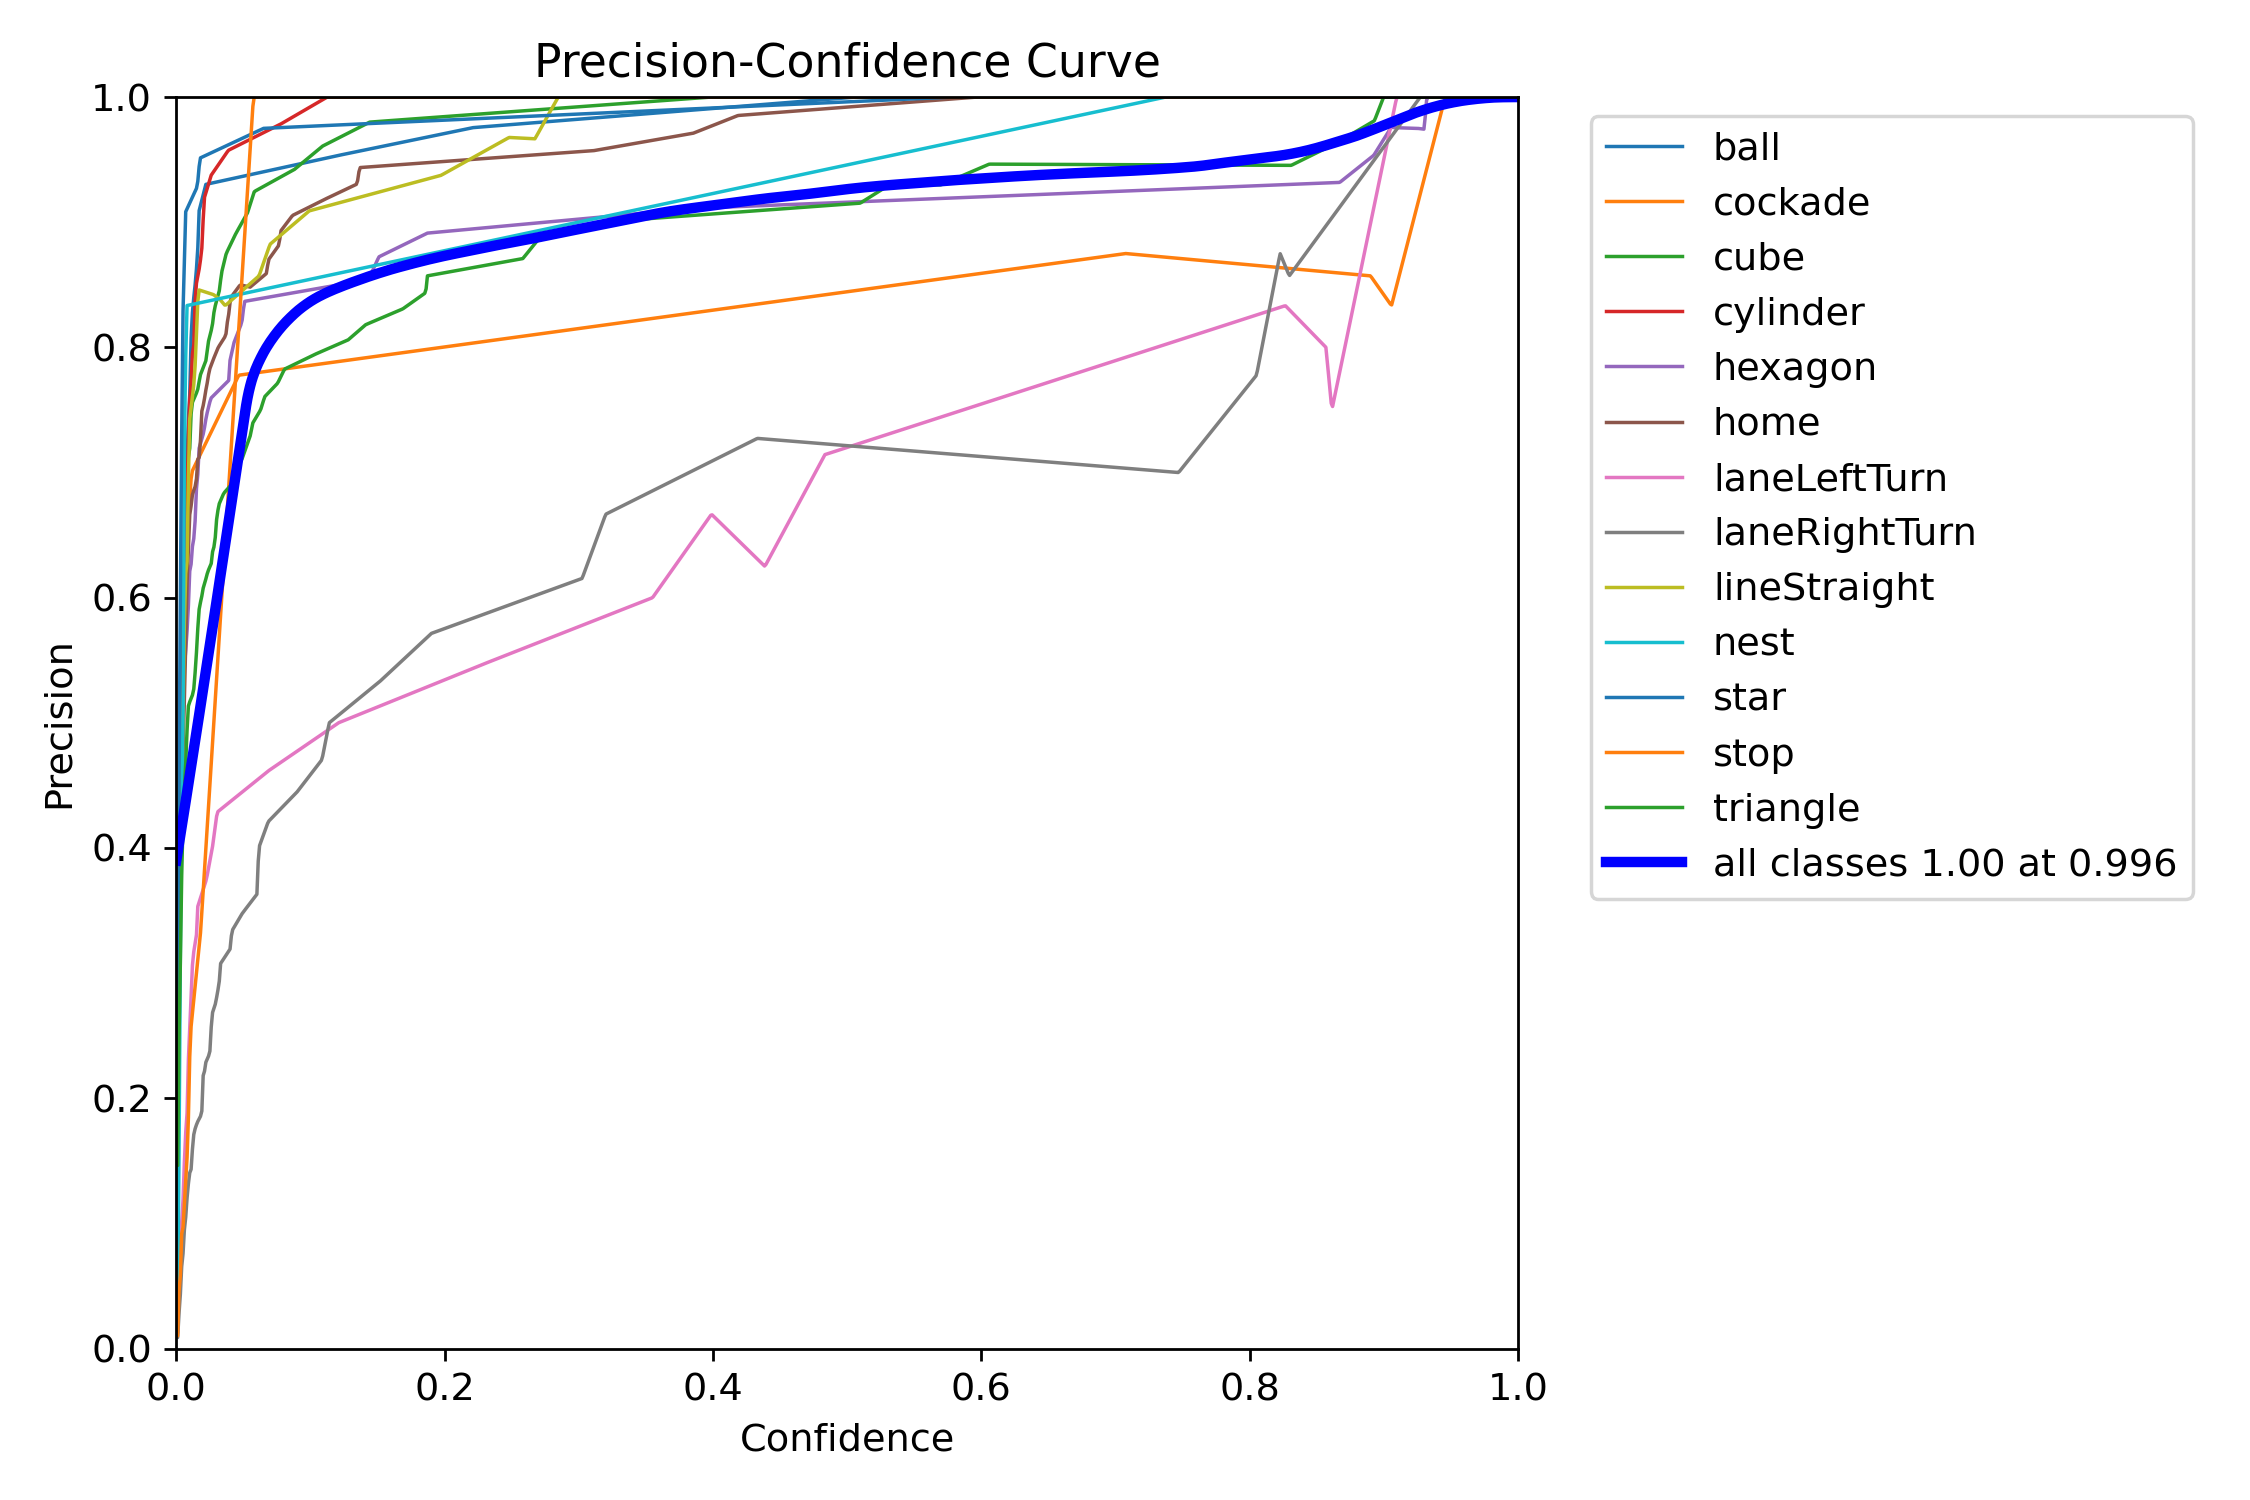 Precision-Confidence Curve
1.0
0.8
0.6
0.4
0.2
0.0
Precision
0.0 0.2 0.4 0.6 0.8 1.0
Confidence
ball
cockade
cube
cylinder
hexagon
home
laneLeftTurn
laneRightTurn
lineStraight
nest
star
stop
triangle
all classes 1.00 at 0.996